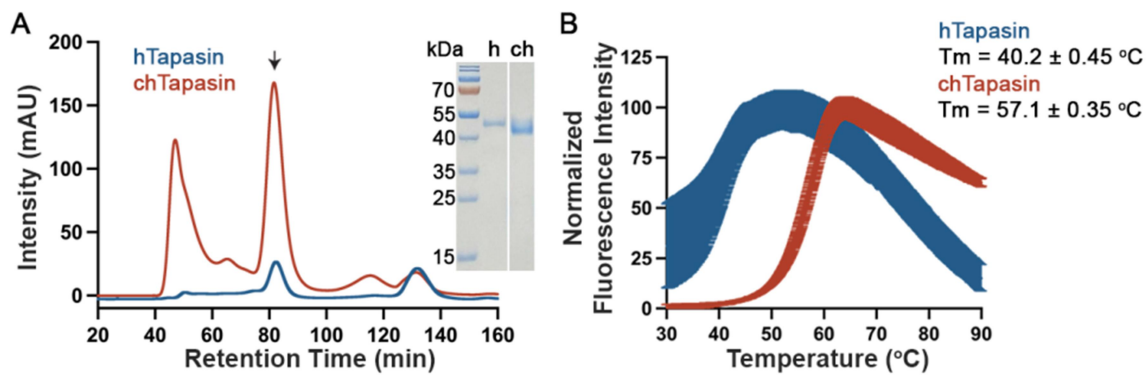 A
hTapasin
chTapasin
Intensity (mAU)
200
150
100
50
0
20 40 60 80 100 120 140 160
Retention Time (min)
kDa h ch
70
55
40
35
25
15
B
hTapasin
Tm = 40.2 ± 0.45 ºC
chTapasin
Tm = 57.1 ± 0.35 ºC
Normalized
Fluorescence Intensity
125
100
75
50
25
0
30 40 50 60 70 80 90
Temperature (ºC)